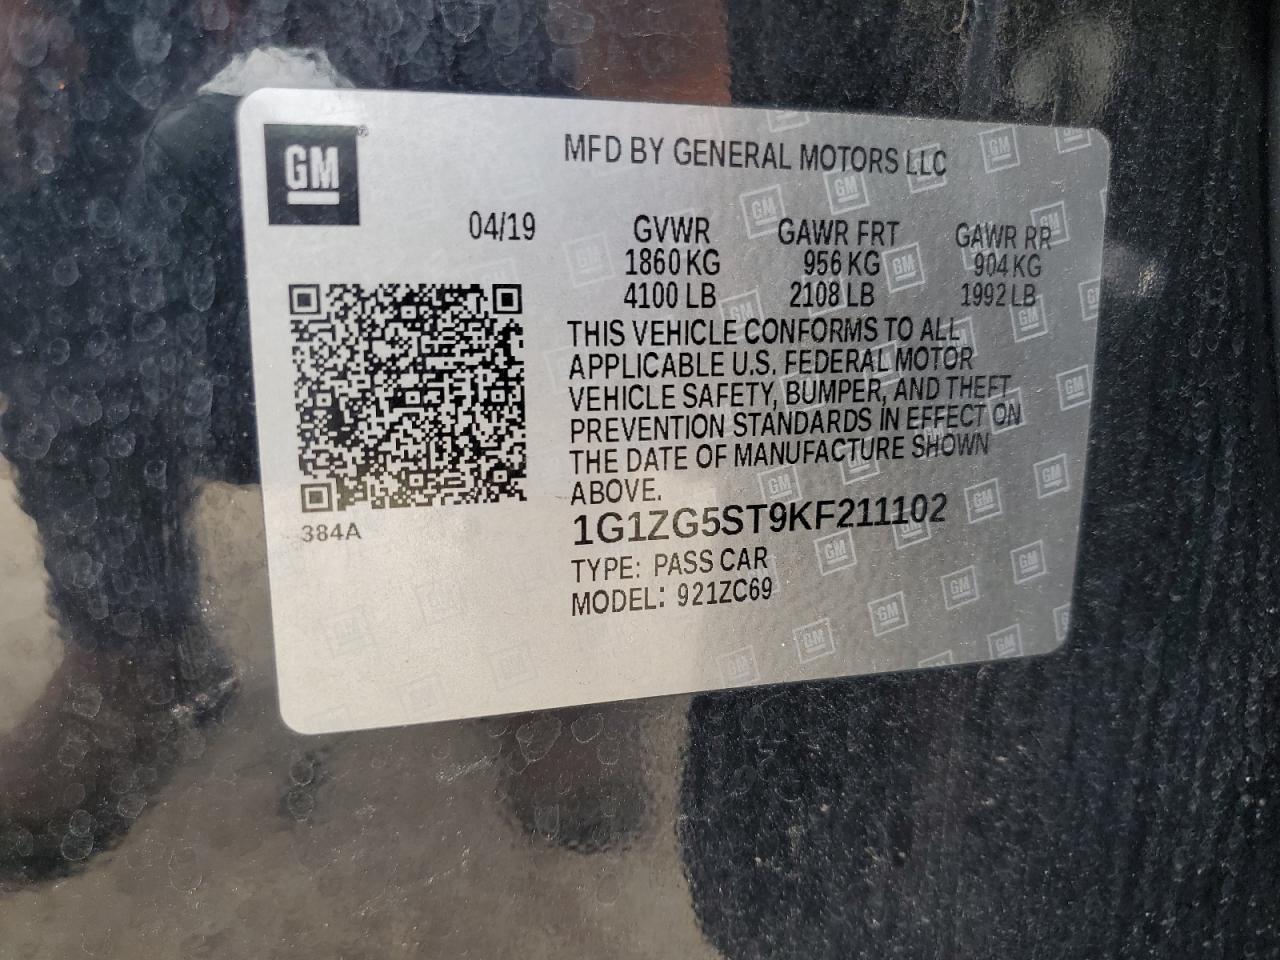 GM
MFD BY GENERAL MOTORS LLC
04/19 GVWR GAWR FRT GAWR RR
1860 KG 956 KG 904 KG
4100 LB 2108 LB 1992 LB
THIS VEHICLE CONFORMS TO ALL
APPLICABLE U.S. FEDERAL MOTOR
VEHICLE SAFETY, BUMPER, AND THEFT
PREVENTION STANDARDS IN EFFECT ON
THE DATE OF MANUFACTURE SHOWN
ABOVE.
384A
1G1ZG5ST9KF211102
TYPE: PASS CAR
MODEL: 921ZC69